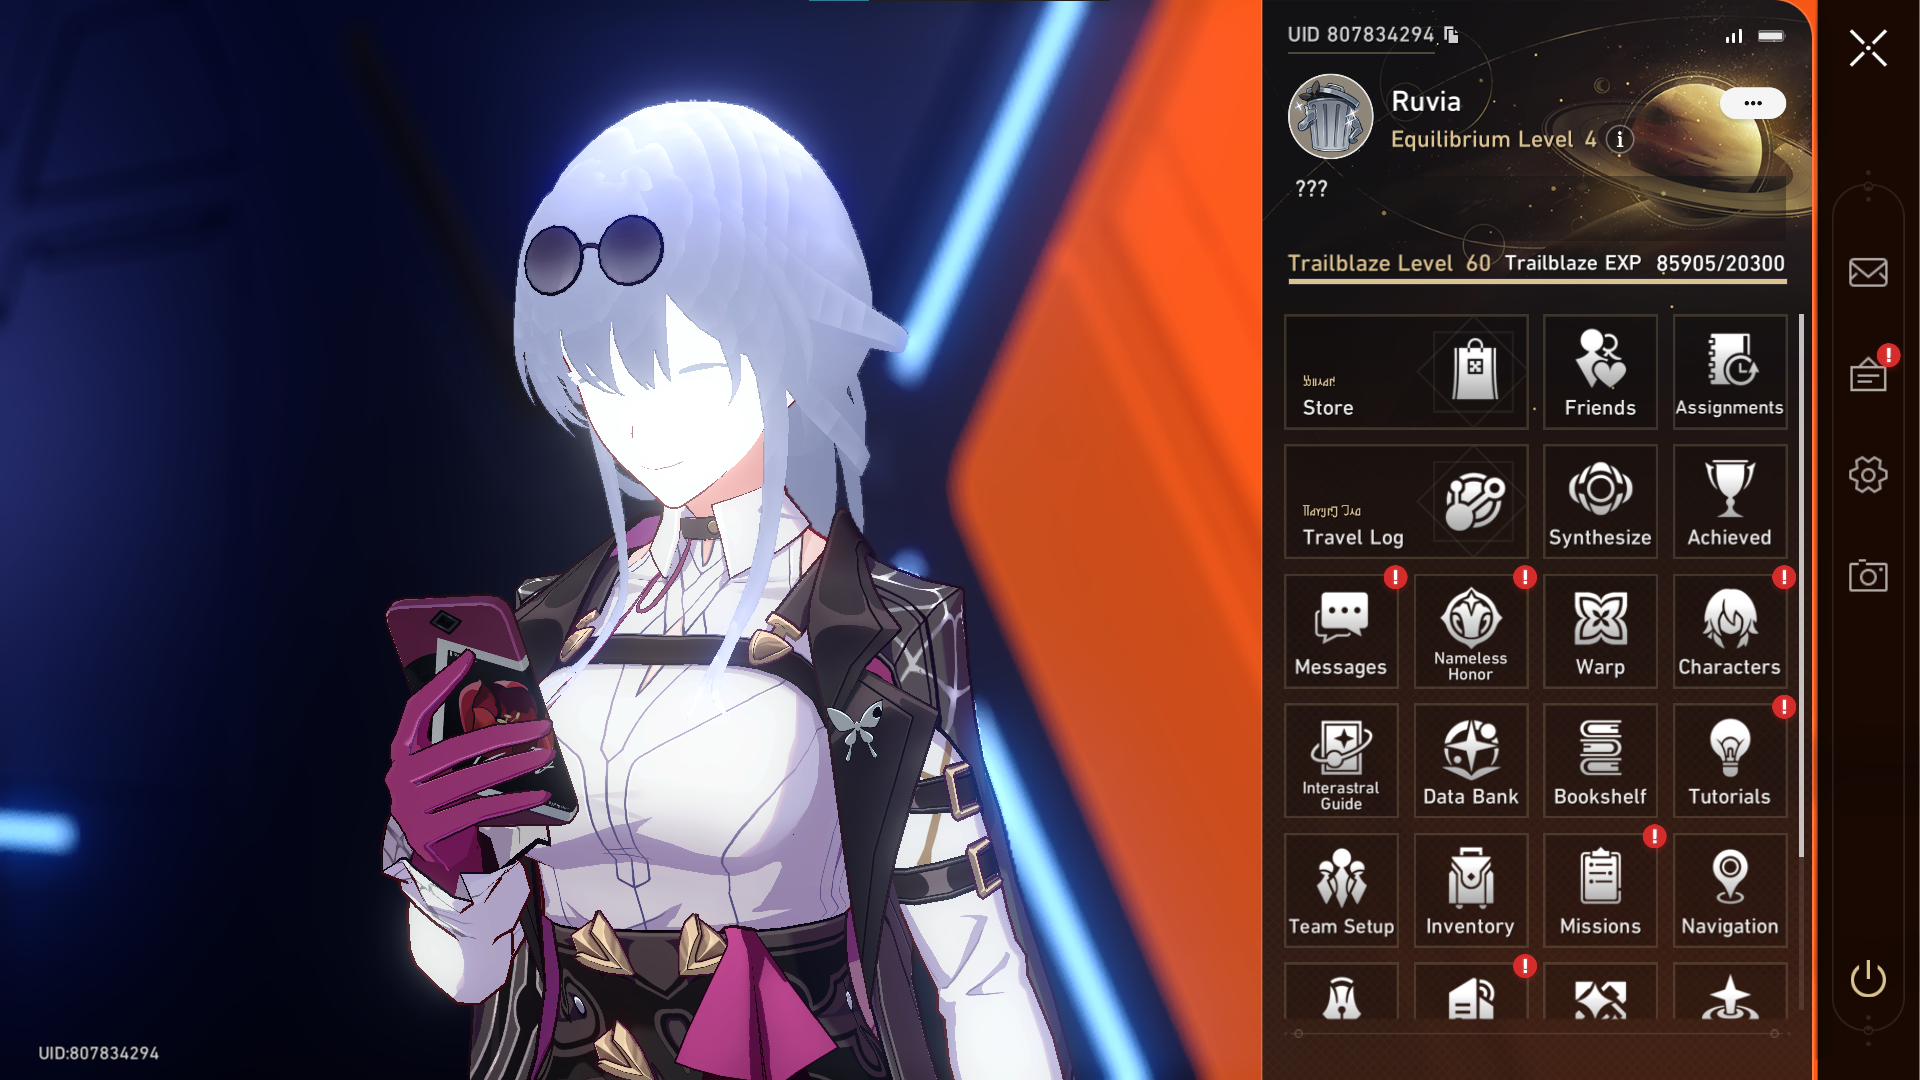 UID 807834294
Ruvia
...
Equilibrium Level 4
???
Trailblaze Level 60 Trailblaze EXP 85905/20300
Store
Friends
Assignments
Travel Log
Synthesize
Achieved
Messages
Nameless
Honor
Warp
Characters
Interastral
Guide
Data Bank
Bookshelf
Tutorials
Team Setup
Inventory
Missions
Navigation
UID:807834294